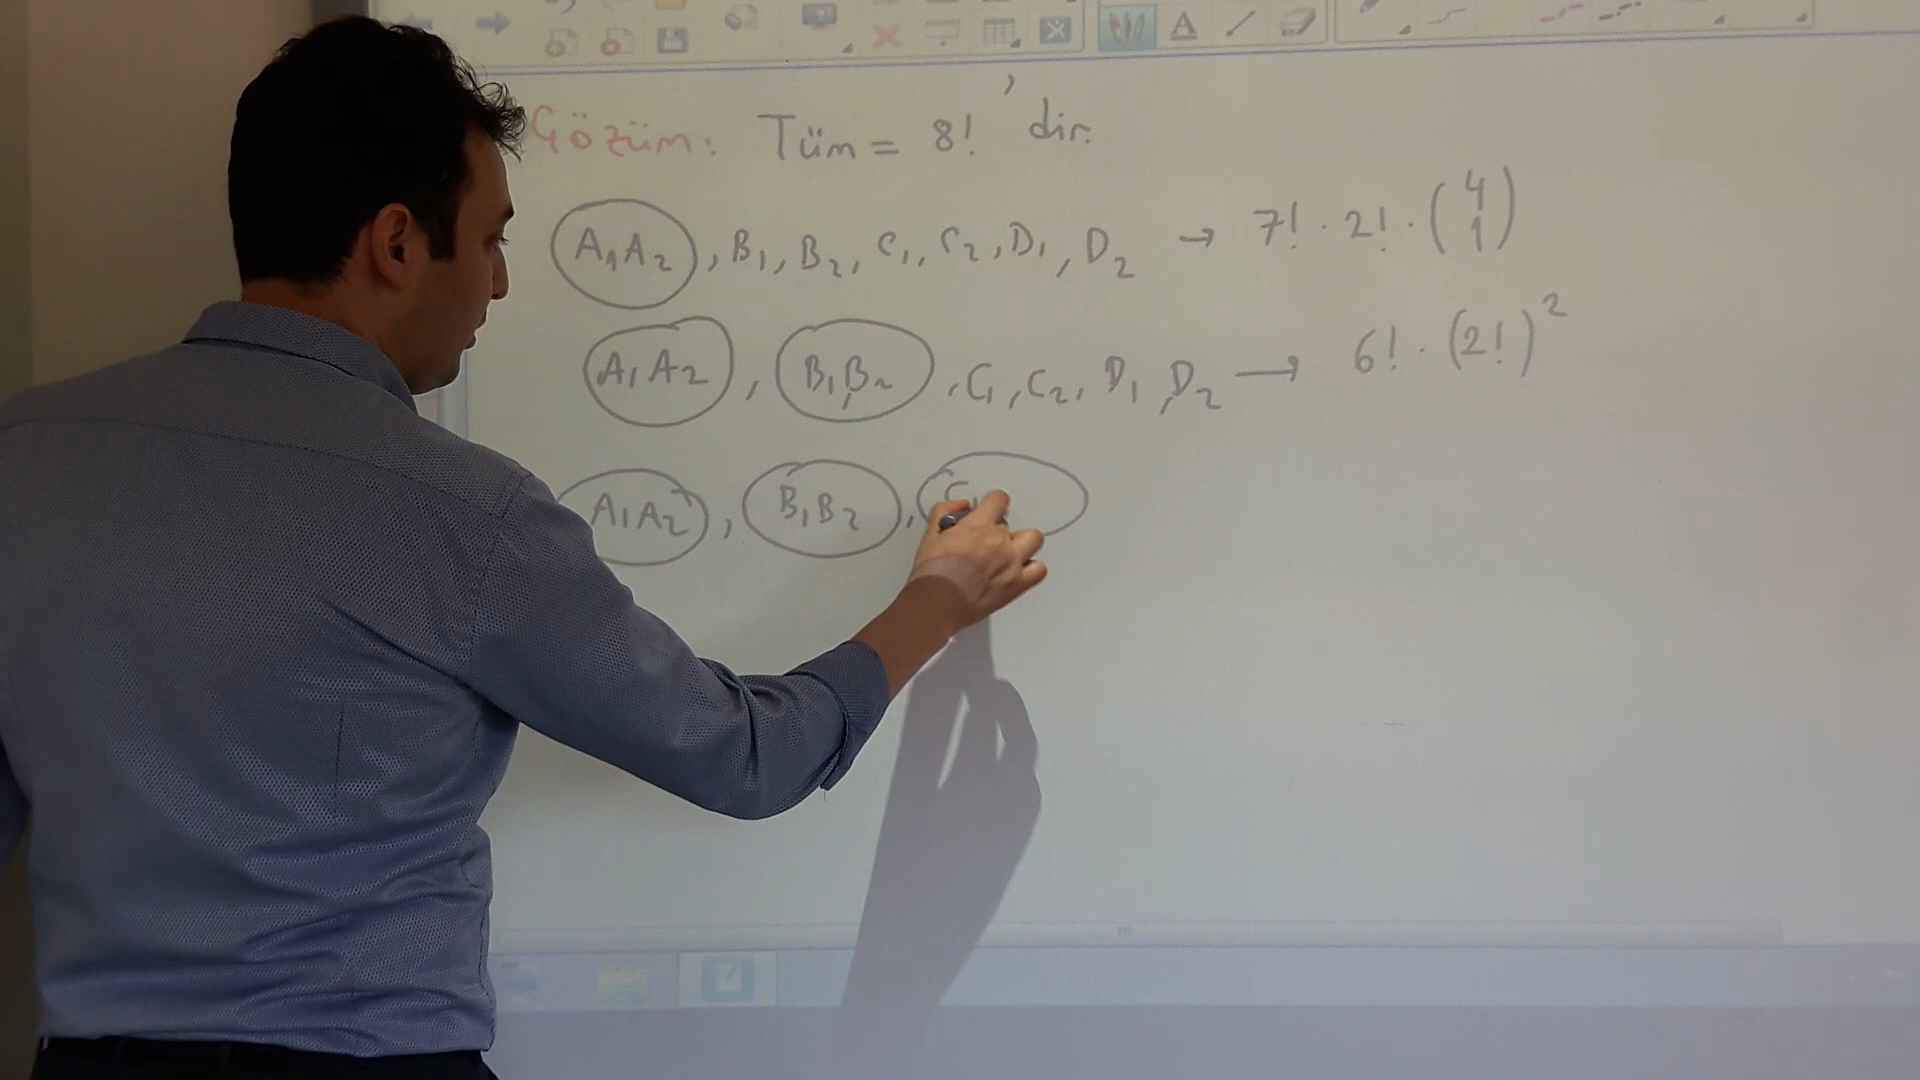 Çözüm: Tüm = 8! 'dir.
A₁A₂, B₁, B₂, C₁, C₂, D₁, D₂ → 7! · 2! · (4 1)
A₁A₂, B₁B₂, C₁, C₂, D₁, D₂ → 6! · (2!)²
A₁A₂, B₁B₂, C₁